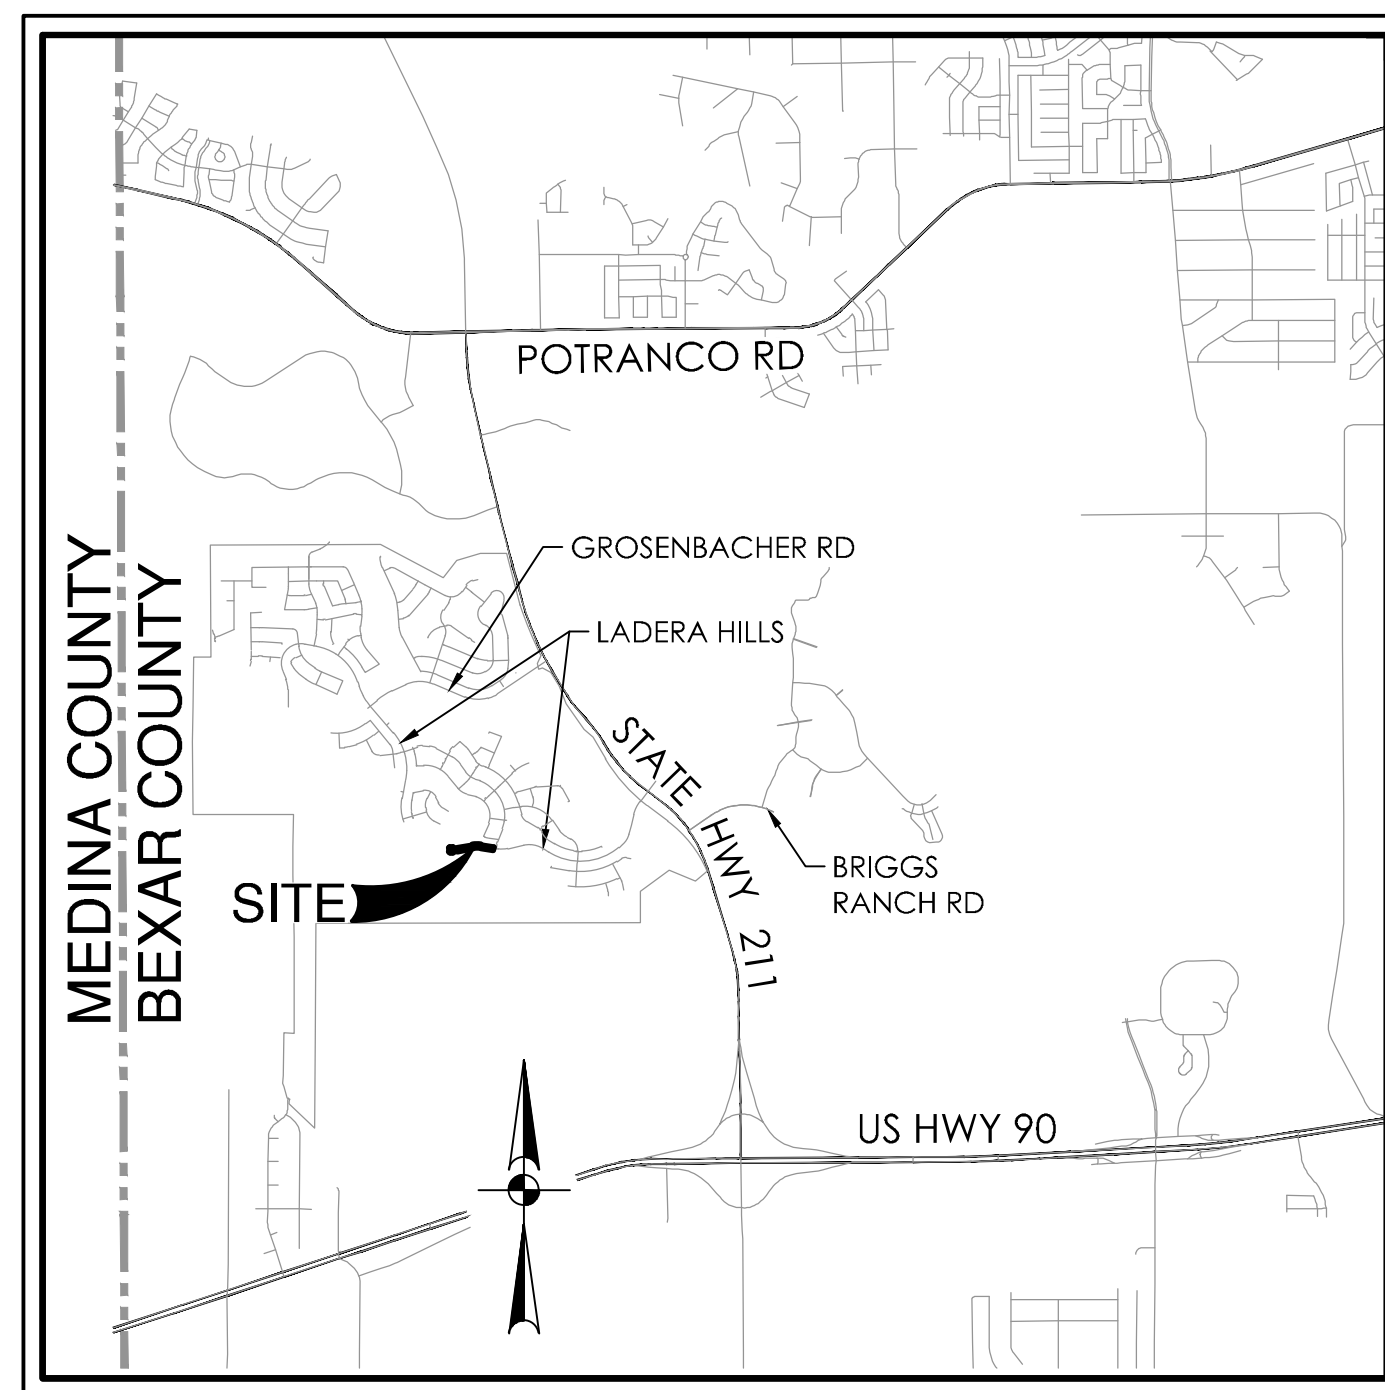 POTRANCO RD
GROSENBACHER RD
LADERA HILLS
MEDINA COUNTY
BEXAR COUNTY
STATE HWY 211
BRIGGS
RANCH RD
SITE
US HWY 90